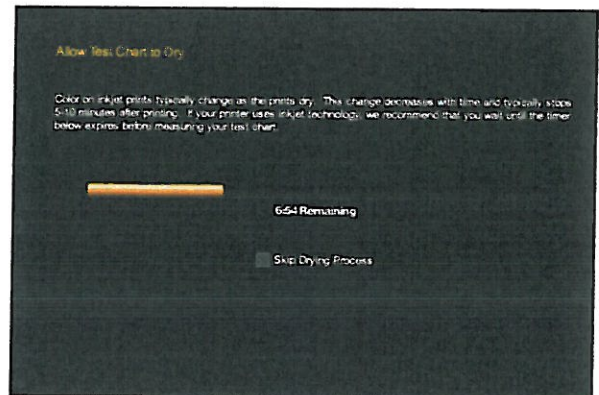 Allow Test Chart to Dry
Color on inkjet prints typically change as the prints dry. This change decreases with time and typically stops
5-10 minutes after printing. If your printer uses inkjet technology, we recommend that you wait until the timer
below expires before measuring your test chart.
6:54 Remaining
Skip Drying Process